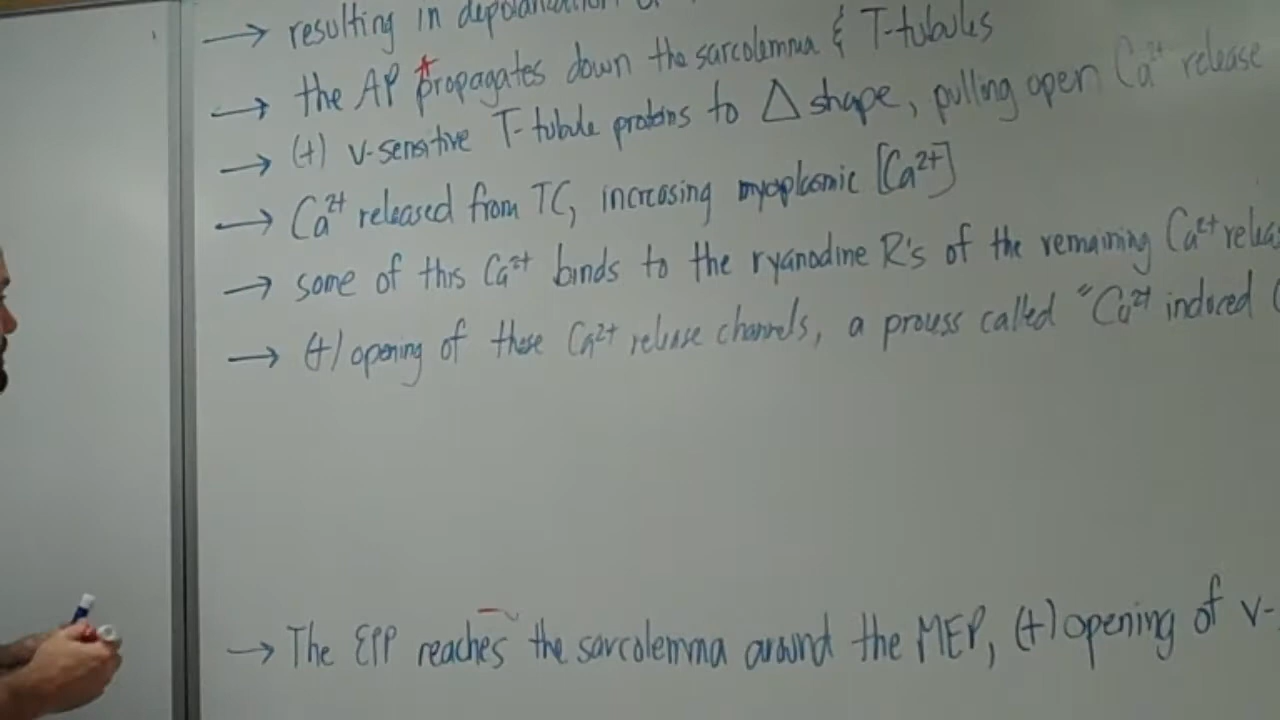 → resulting in depolarization of
→ the AP propagates down the sarcolemma & T-tubules
→ (+) v-sensitive T-tubule proteins to Δ shape, pulling open Ca²⁺ release
→ Ca²⁺ released from TC, increasing myoplasmic [Ca²⁺]
→ some of this Ca²⁺ binds to the ryanodine R's of the remaining Ca²⁺ relea
→ (+) opening of these Ca²⁺ release channels, a process called "Ca²⁺ induced C
→ The EPP reaches the sarcolemma around the MEP, (+) opening of v-